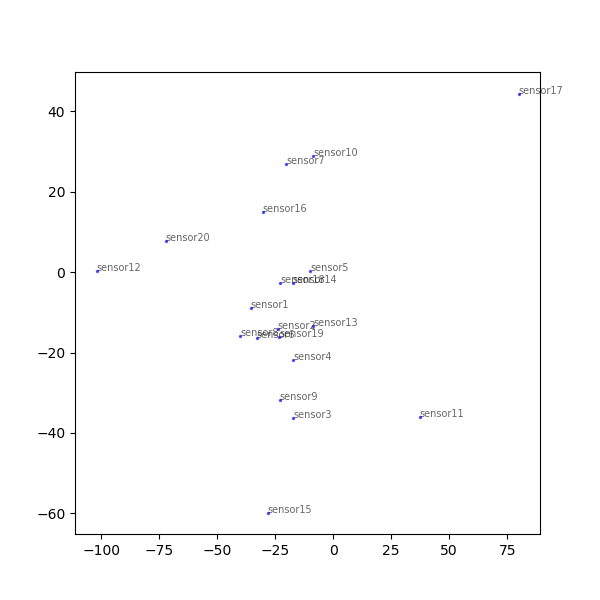 sensor17
40
sensor10
sensor7
20
sensor16
sensor20
sensor12
0
sensor5
sensor14
sensor1
sensor13
sensor19
-20
sensor4
sensor9
sensor3
sensor11
−40
sensor15
−60
−100
−75
−50
−25
0
25
50
75